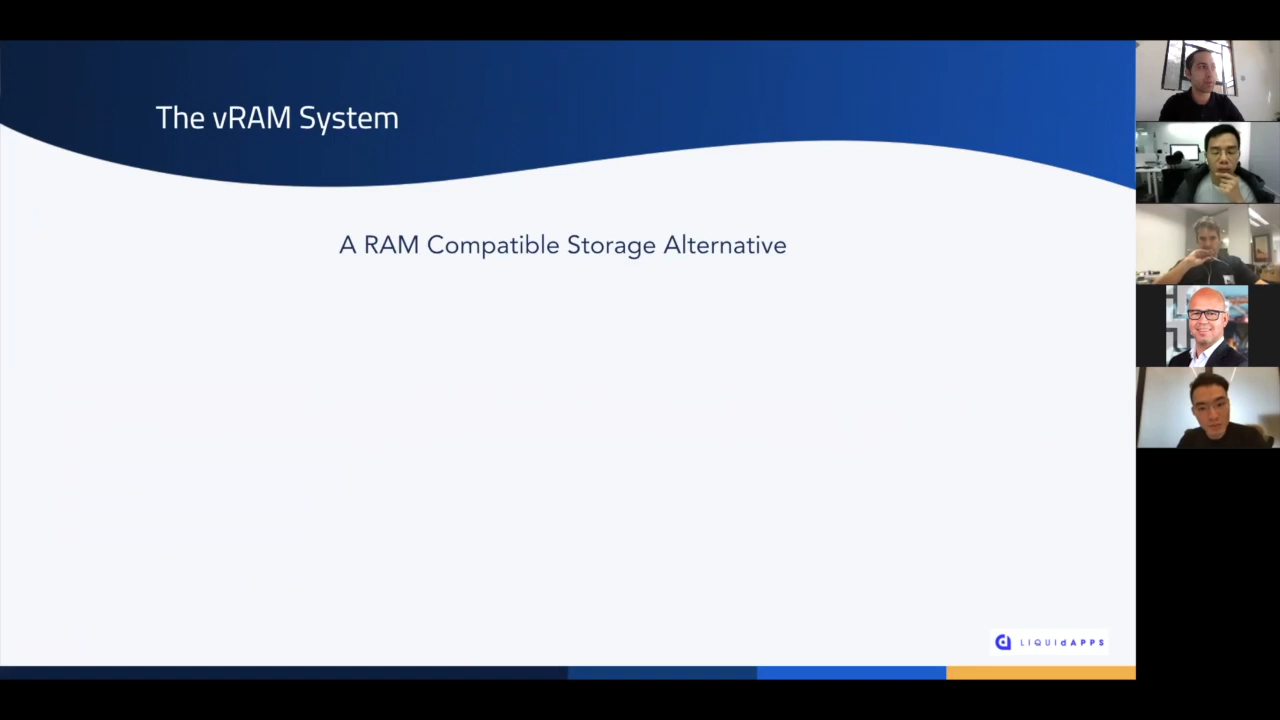 The vRAM System
A RAM Compatible Storage Alternative
LIQUIdAPPS